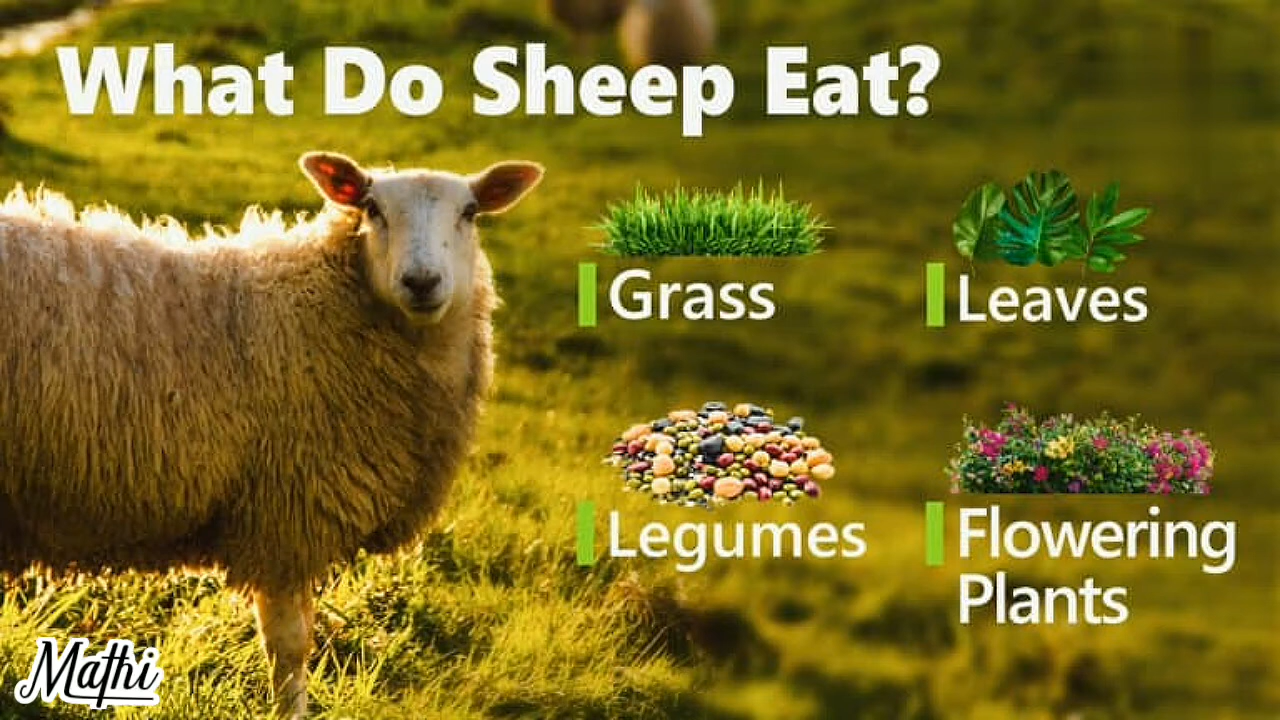 What Do Sheep Eat?
Grass
Leaves
Legumes
Flowering
Plants
Mathi